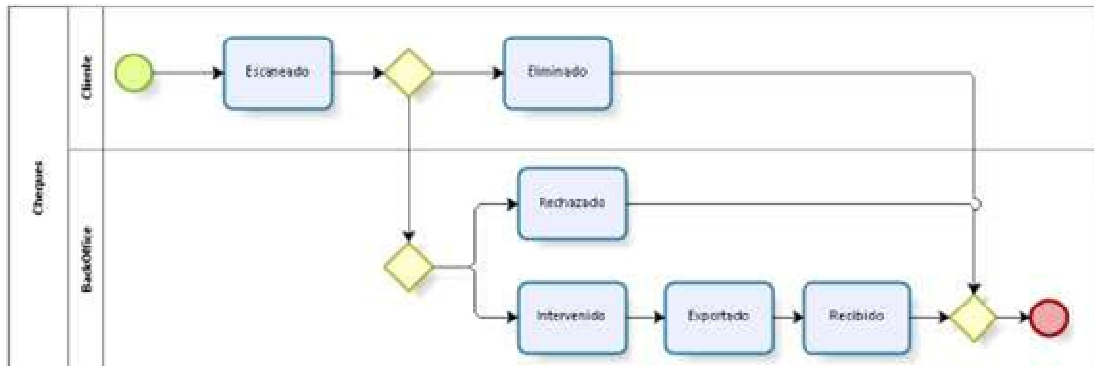 Cheques
Cliente
Escaneado
Eliminado
BackOffice
Rechazado
Intervenido
Exportado
Recibido